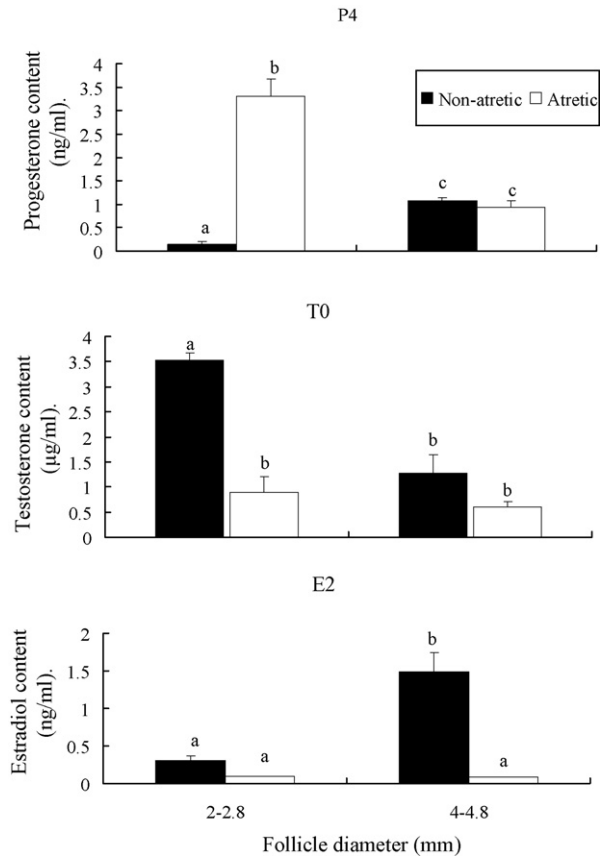 P4
Progesterone content
(ng/ml).
4
3.5
3
2.5
2
1.5
1
0.5
0
a
b
c
c
Non-atretic
Atretic
T0
Testosterone content
(µg/ml).
4
3.5
3
2.5
2
1.5
1
0.5
0
a
b
b
b
E2
Estradiol content
(ng/ml).
2
1.5
1
0.5
0
a
a
b
a
2-2.8
4-4.8
Follicle diameter (mm)